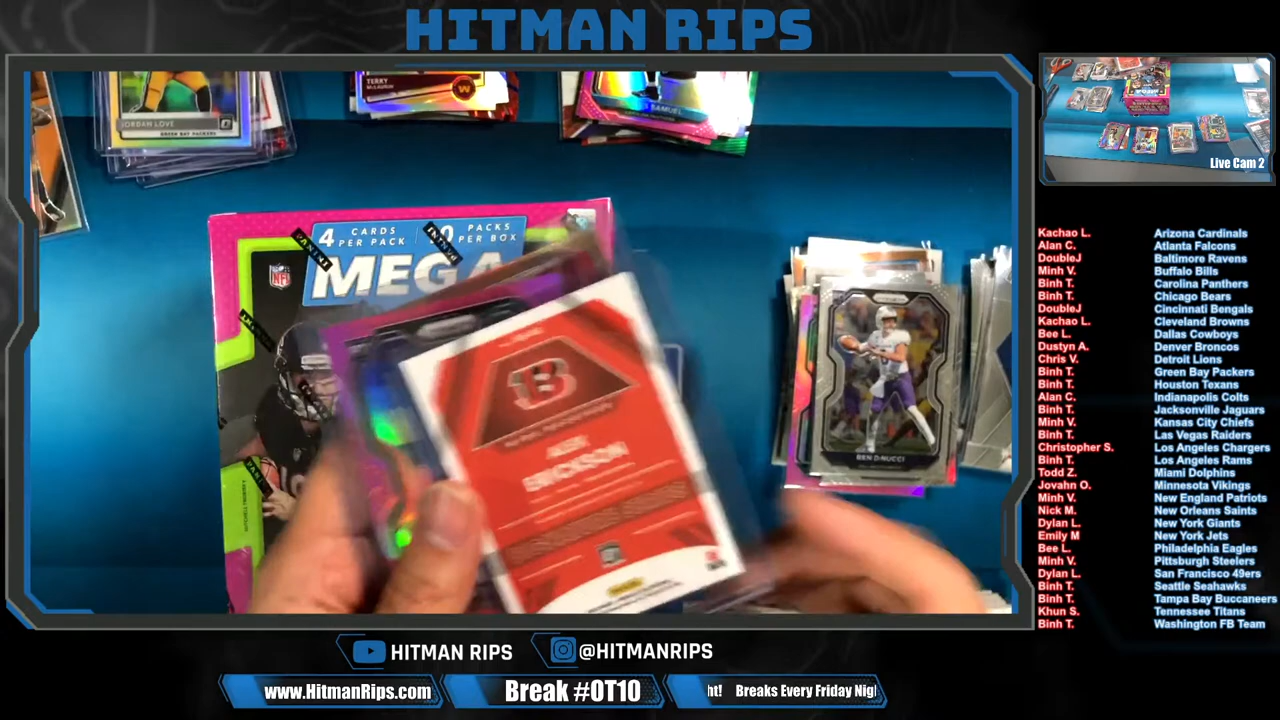 HITMAN RIPS
JORDAN LOVE
GREEN BAY PACKERS
TERRY
W
SAMUEL
4 CARDS PER PACK
PACKS PER BOX
PANINI
PANINI
NFL
MEGA
B
ERICKSON
BEN DiNUCCI
Live Cam 2
Kachao L. Arizona Cardinals
Alan C. Atlanta Falcons
DoubleJ Baltimore Ravens
Minh V. Buffalo Bills
Binh T. Carolina Panthers
Binh T. Chicago Bears
DoubleJ Cincinnati Bengals
Kachao L. Cleveland Browns
Bee L. Dallas Cowboys
Dustyn A. Denver Broncos
Chris V. Detroit Lions
Binh T. Green Bay Packers
Binh T. Houston Texans
Alan C. Indianapolis Colts
Binh T. Jacksonville Jaguars
Minh V. Kansas City Chiefs
Binh T. Las Vegas Raiders
Christopher S. Los Angeles Chargers
Binh T. Los Angeles Rams
Todd Z. Miami Dolphins
Jovahn O. Minnesota Vikings
Minh V. New England Patriots
Nick M. New Orleans Saints
Dylan L. New York Giants
Emily M New York Jets
Bee L. Philadelphia Eagles
Minh V. Pittsburgh Steelers
Dylan L. San Francisco 49ers
Binh T. Seattle Seahawks
Binh T. Tampa Bay Buccaneers
Khun S. Tennessee Titans
Binh T. Washington FB Team
HITMAN RIPS
@HITMANRIPS
www.HitmanRips.com
Break #OT10
ht! Breaks Every Friday Nigh